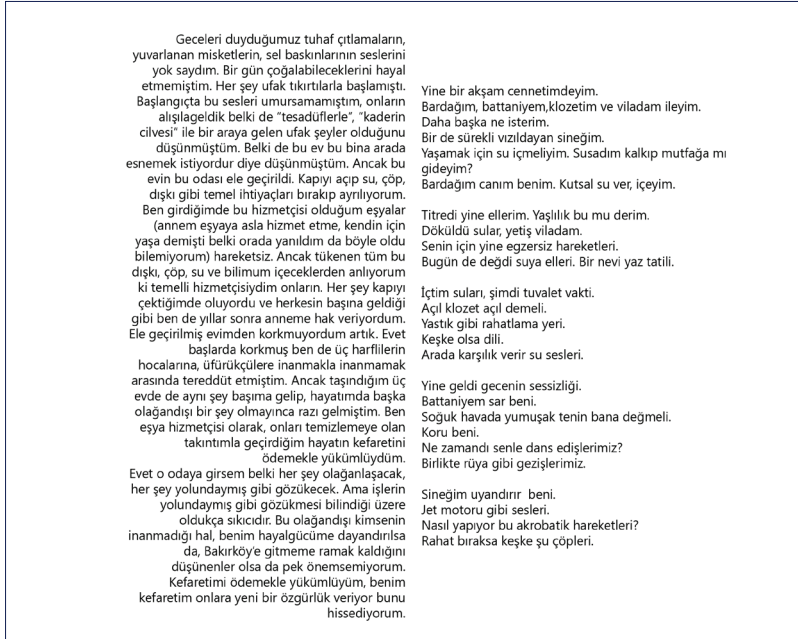 Geceleri duyduğumuz tuhaf çıtlamaların,
yuvarlanan misketlerin, sel baskınlarının seslerini
yok saydım. Bir gün çoğalabileceklerini hayal
etmemiştim. Her şey ufak tıkırtılarla başlamıştı.
Başlangıçta bu sesleri umursamamıştım, onların
alışılageldik belki de "tesadüflerle", "kaderin
cilvesi" ile bir araya gelen ufak şeyler olduğunu
düşünmüştüm. Belki de bu ev bu bina arada
esnemek istiyordur diye düşünmüştüm. Ancak bu
evin bu odası ele geçirildi. Kapıyı açıp su, çöp,
dışkı gibi temel ihtiyaçları bırakıp ayrılıyorum.
Ben girdiğimde bu hizmetçisi olduğum eşyalar
(annem eşyaya asla hizmet etme, kendin için
yaşa demişti belki orada yanıldım da böyle oldu
bilemiyorum) hareketsiz. Ancak tükenen tüm bu
dışkı, çöp, su ve bilimum içeceklerden anlıyorum
ki temelli hizmetçisiydim onların. Her şey kapıyı
çektiğimde oluyordu ve herkesin başına geldiği
gibi ben de yıllar sonra anneme hak veriyordum.
Ele geçirilmiş evimden korkmuyordum artık. Evet
başlarda korkmuş ben de üç harflilerin
hocalarına, üfürükçülere inanmakla inanmamak
arasında tereddüt etmiştim. Ancak taşındığım üç
evde de aynı şey başıma gelip, hayatımda başka
olağandışı bir şey olmayınca razı gelmiştim. Ben
eşya hizmetçisi olarak, onları temizlemeye olan
takıntımla geçirdiğim hayatın kefaretini
ödemekle yükümlüydüm.
Evet o odaya girsem belki her şey olağanlaşacak,
her şey yolundaymış gibi gözükecek. Ama işlerin
yolundaymış gibi gözükmesi bilindiği üzere
oldukça sıkıcıdır. Bu olağandışı kimsenin
inanmadığı hal, benim hayalgücüme dayandırılsa
da, Bakırköy'e gitmeme ramak kaldığını
düşünenler olsa da pek önemsemiyorum.
Kefaretimi ödemekle yükümlüyüm, benim
kefaretim onlara yeni bir özgürlük veriyor bunu
hissediyorum.
Yine bir akşam cennetimdeyim.
Bardağım, battaniyem,klozetim ve viladam ileyim.
Daha başka ne isterim.
Bir de sürekli vızıldayan sineğim.
Yaşamak için su içmeliyim. Susadım kalkıp mutfağa mı
gideyim?
Bardağım canım benim. Kutsal su ver, içeyim.
Titredi yine ellerim. Yaşlılık bu mu derim.
Döküldü sular, yetiş viladam.
Senin için yine egzersiz hareketleri.
Bugün de değdi suya elleri. Bir nevi yaz tatili.
İçtim suları, şimdi tuvalet vakti.
Açıl klozet açıl demeli.
Yastık gibi rahatlama yeri.
Keşke olsa dili.
Arada karşılık verir su sesleri.
Yine geldi gecenin sessizliği.
Battaniyem sar beni.
Soğuk havada yumuşak tenin bana değmeli.
Koru beni.
Ne zamandı senle dans edişlerimiz?
Birlikte rüya gibi gezişlerimiz.
Sineğim uyandırır beni.
Jet motoru gibi sesleri.
Nasıl yapıyor bu akrobatik hareketleri?
Rahat bıraksa keşke şu çöpleri.